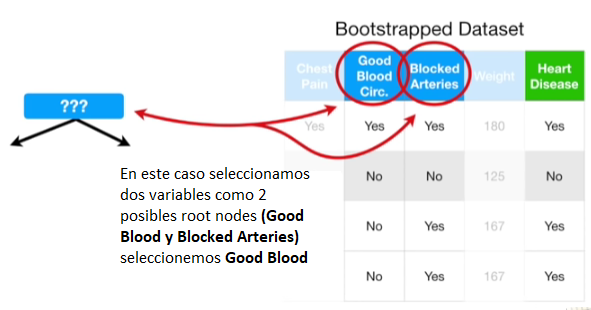 Bootstrapped Dataset
Chest Pain Good Blood Circ. Blocked Arteries Weight Heart Disease
???
Yes Yes Yes 180 Yes
No No 125 No
No Yes 167 Yes
No Yes 167 Yes
En este caso seleccionamos
dos variables como 2
posibles root nodes (Good
Blood y Blocked Arteries)
seleccionemos Good Blood